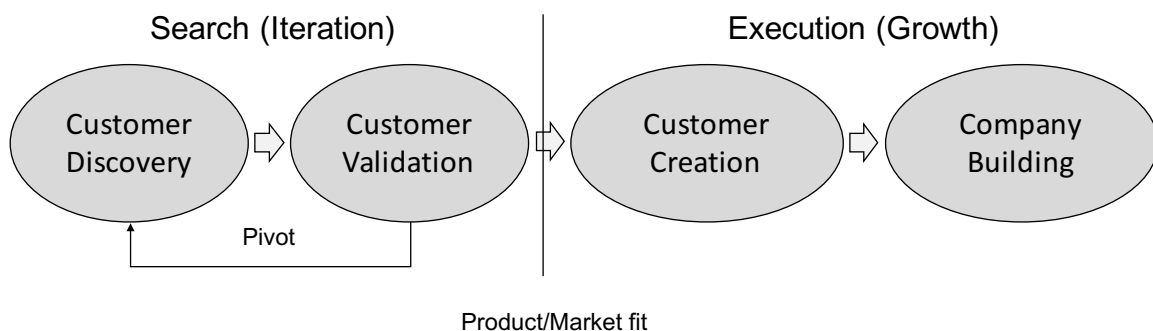 Search (Iteration)
Execution (Growth)
Customer
Discovery
Customer
Validation
Customer
Creation
Company
Building
Pivot
Product/Market fit